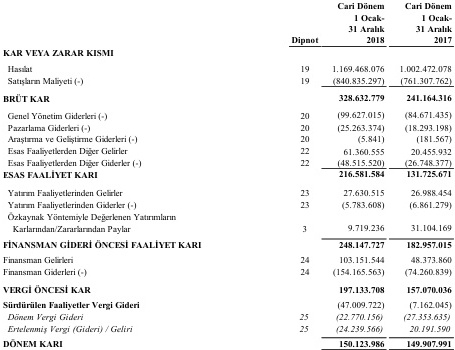 Cari Dönem Cari Dönem
1 Ocak- 1 Ocak-
31 Aralık 31 Aralık
Dipnot 2018 2017
KAR VEYA ZARAR KISMI
Hasılat 19 1.169.468.076 1.002.472.078
Satışların Maliyeti (-) 19 (840.835.297) (761.307.762)
BRÜT KAR 328.632.779 241.164.316
Genel Yönetim Giderleri (-) 20 (99.627.015) (84.671.435)
Pazarlama Giderleri (-) 20 (25.263.374) (18.293.198)
Araştırma ve Geliştirme Giderleri (-) 20 (5.841) (181.567)
Esas Faaliyetlerden Diğer Gelirler 22 61.360.555 20.455.932
Esas Faaliyetlerden Diğer Giderler (-) 22 (48.515.520) (26.748.377)
ESAS FAALİYET KARI 216.581.584 131.725.671
Yatırım Faaliyetlerinden Gelirler 23 27.630.515 26.988.454
Yatırım Faaliyetlerinden Giderler (-) 23 (5.783.608) (6.861.279)
Özkaynak Yöntemiyle Değerlenen Yatırımların
Karlarından/Zararlarından Paylar 3 9.719.236 31.104.169
FİNANSMAN GİDERİ ÖNCESİ FAALİYET KARI 248.147.727 182.957.015
Finansman Gelirleri 24 103.151.544 48.373.860
Finansman Giderleri (-) 24 (154.165.563) (74.260.839)
VERGİ ÖNCESİ KAR 197.133.708 157.070.036
Sürdürülen Faaliyetler Vergi Gideri (47.009.722) (7.162.045)
Dönem Vergi Gideri 25 (22.770.156) (27.353.635)
Ertelenmiş Vergi (Gideri) / Geliri 25 (24.239.566) 20.191.590
DÖNEM KARI 150.123.986 149.907.991